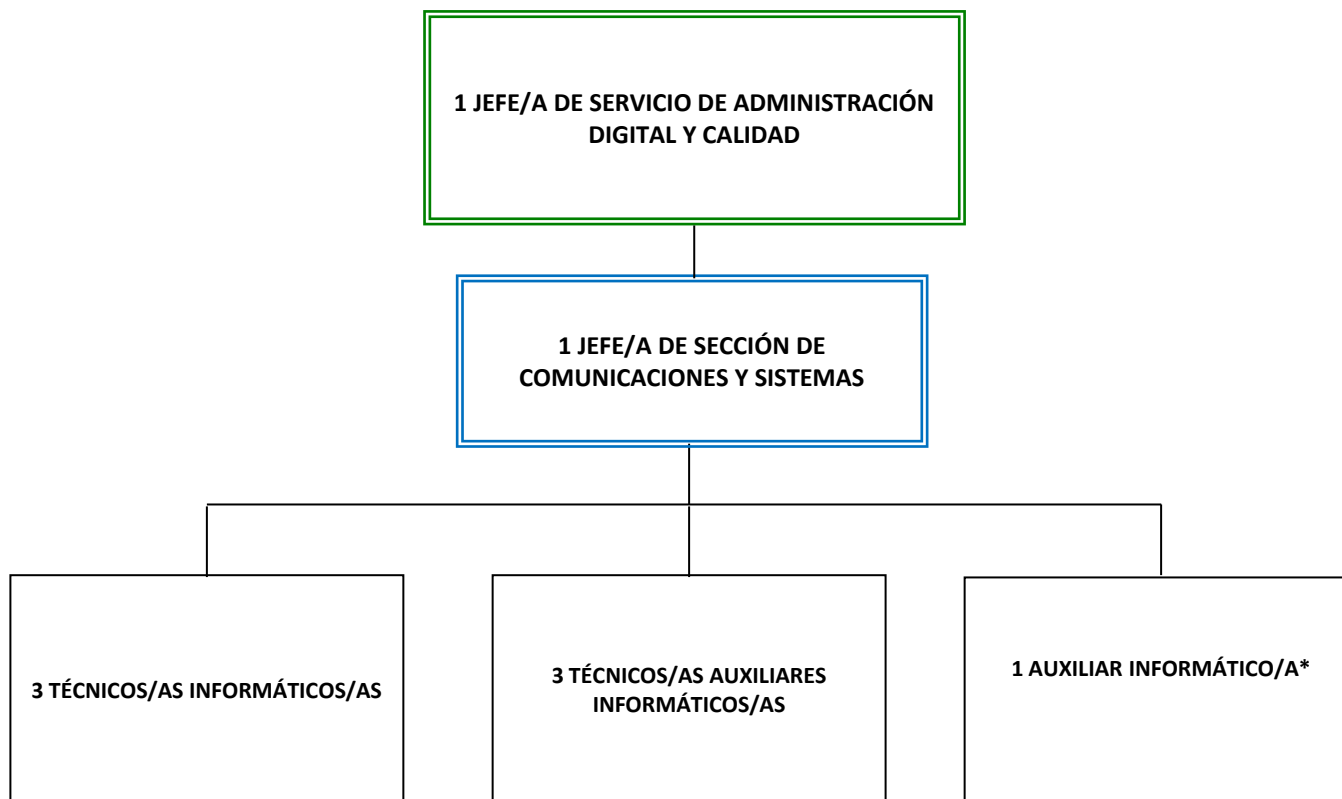 1 JEFE/A DE SERVICIO DE ADMINISTRACIÓN
DIGITAL Y CALIDAD
1 JEFE/A DE SECCIÓN DE
COMUNICACIONES Y SISTEMAS
3 TÉCNICOS/AS INFORMÁTICOS/AS
3 TÉCNICOS/AS AUXILIARES
INFORMÁTICOS/AS
1 AUXILIAR INFORMÁTICO/A*